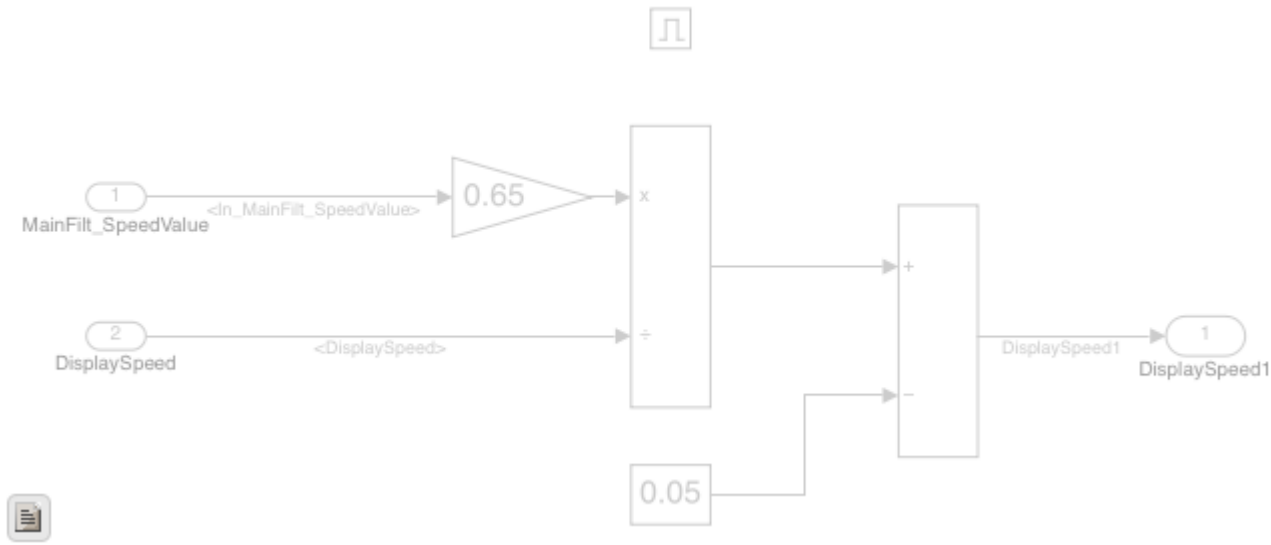 1
MainFilt_SpeedValue
<In_MainFilt_SpeedValue>
0.65
x
+
2
DisplaySpeed
<DisplaySpeed>
÷
DisplaySpeed1
1
DisplaySpeed1
−
0.05